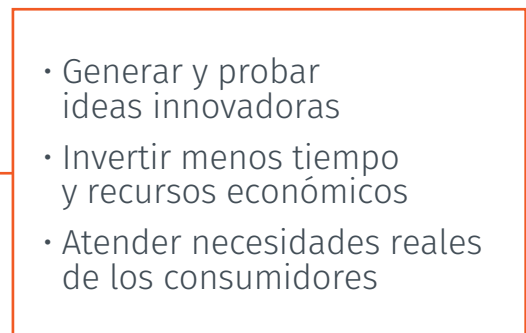 · Generar y probar
ideas innovadoras
· Invertir menos tiempo
y recursos económicos
· Atender necesidades reales
de los consumidores